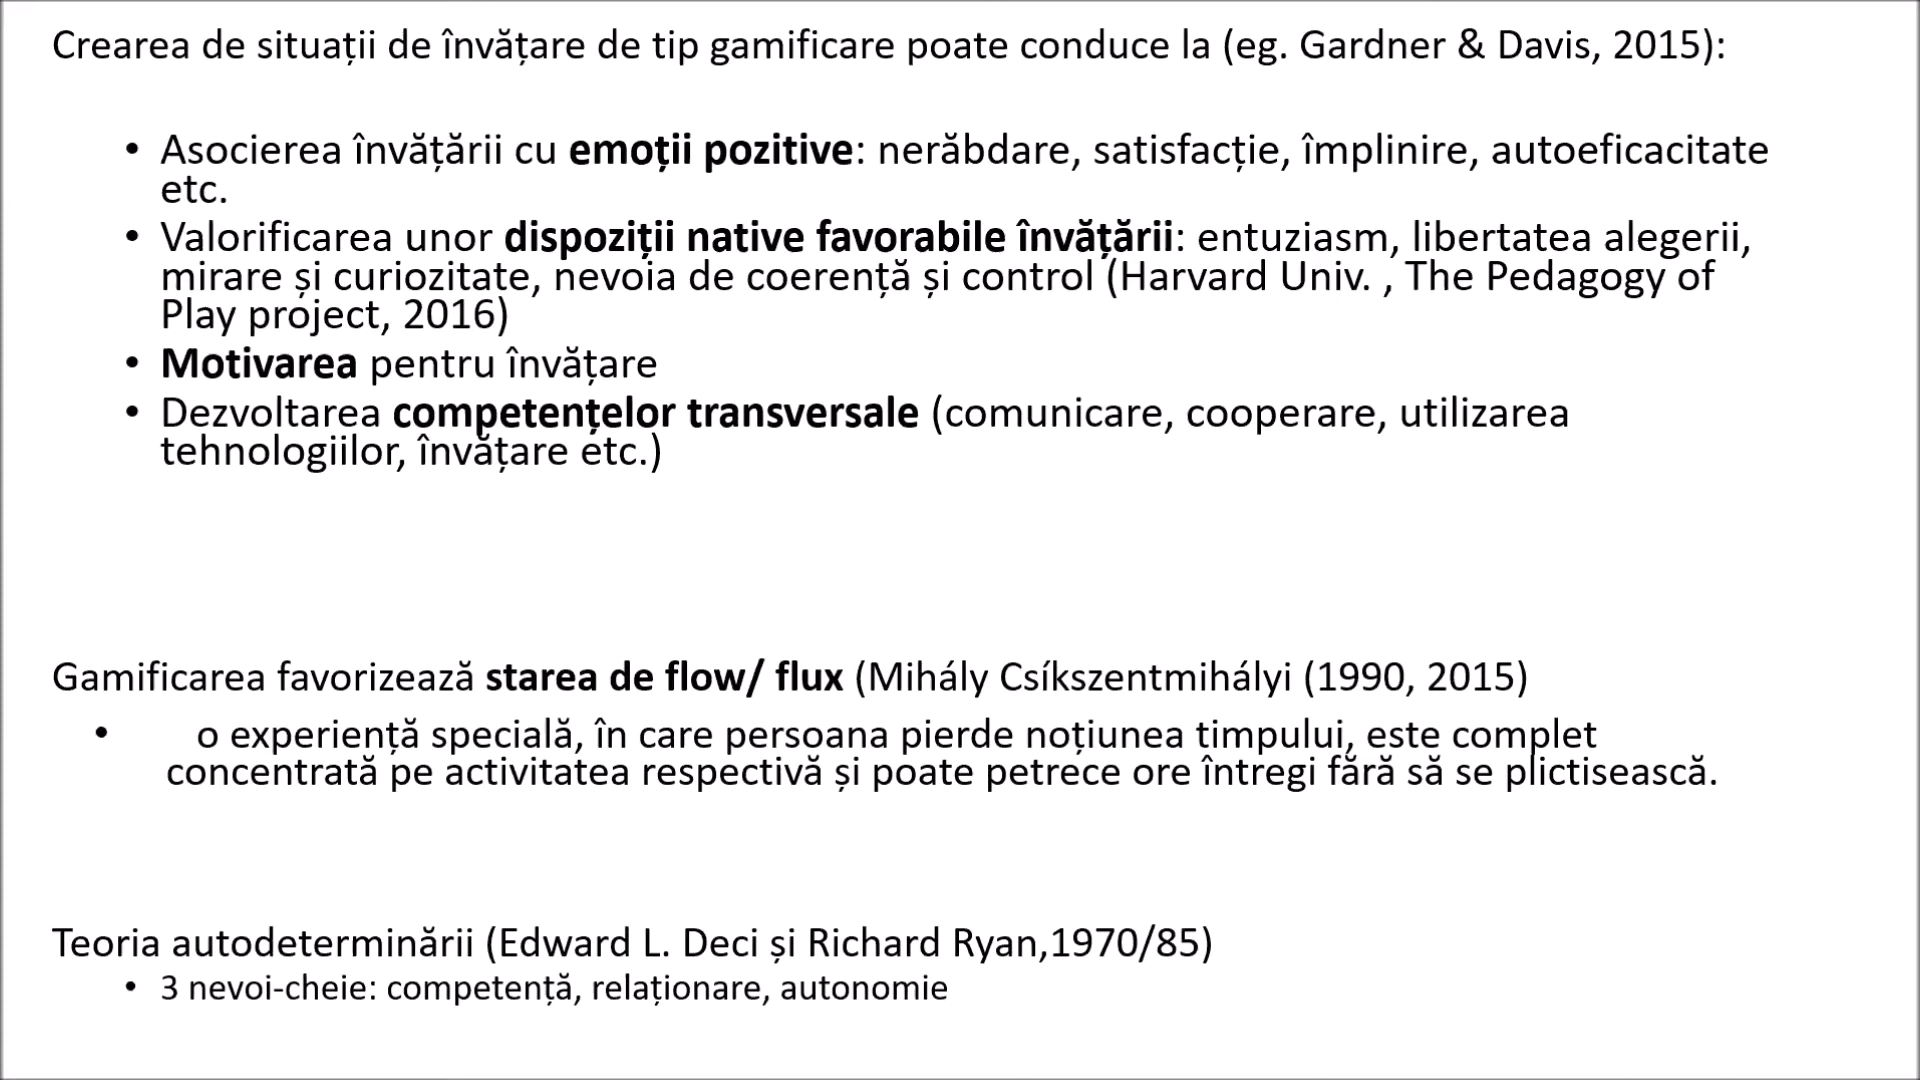 Crearea de situații de învățare de tip gamificare poate conduce la (eg. Gardner & Davis, 2015):
• Asocierea învățării cu emoții pozitive: nerăbdare, satisfacție, împlinire, autoeficacitate
etc.
• Valorificarea unor dispoziții native favorabile învățării: entuziasm, libertatea alegerii,
mirare și curiozitate, nevoia de coerență și control (Harvard Univ. , The Pedagogy of
Play project, 2016)
• Motivarea pentru învățare
• Dezvoltarea competențelor transversale (comunicare, cooperare, utilizarea
tehnologiilor, învățare etc.)
Gamificarea favorizează starea de flow/ flux (Mihály Csíkszentmihályi (1990, 2015)
• o experiență specială, în care persoana pierde noțiunea timpului, este complet
concentrată pe activitatea respectivă și poate petrece ore întregi fără să se plictisească.
Teoria autodeterminării (Edward L. Deci și Richard Ryan,1970/85)
• 3 nevoi-cheie: competență, relaționare, autonomie